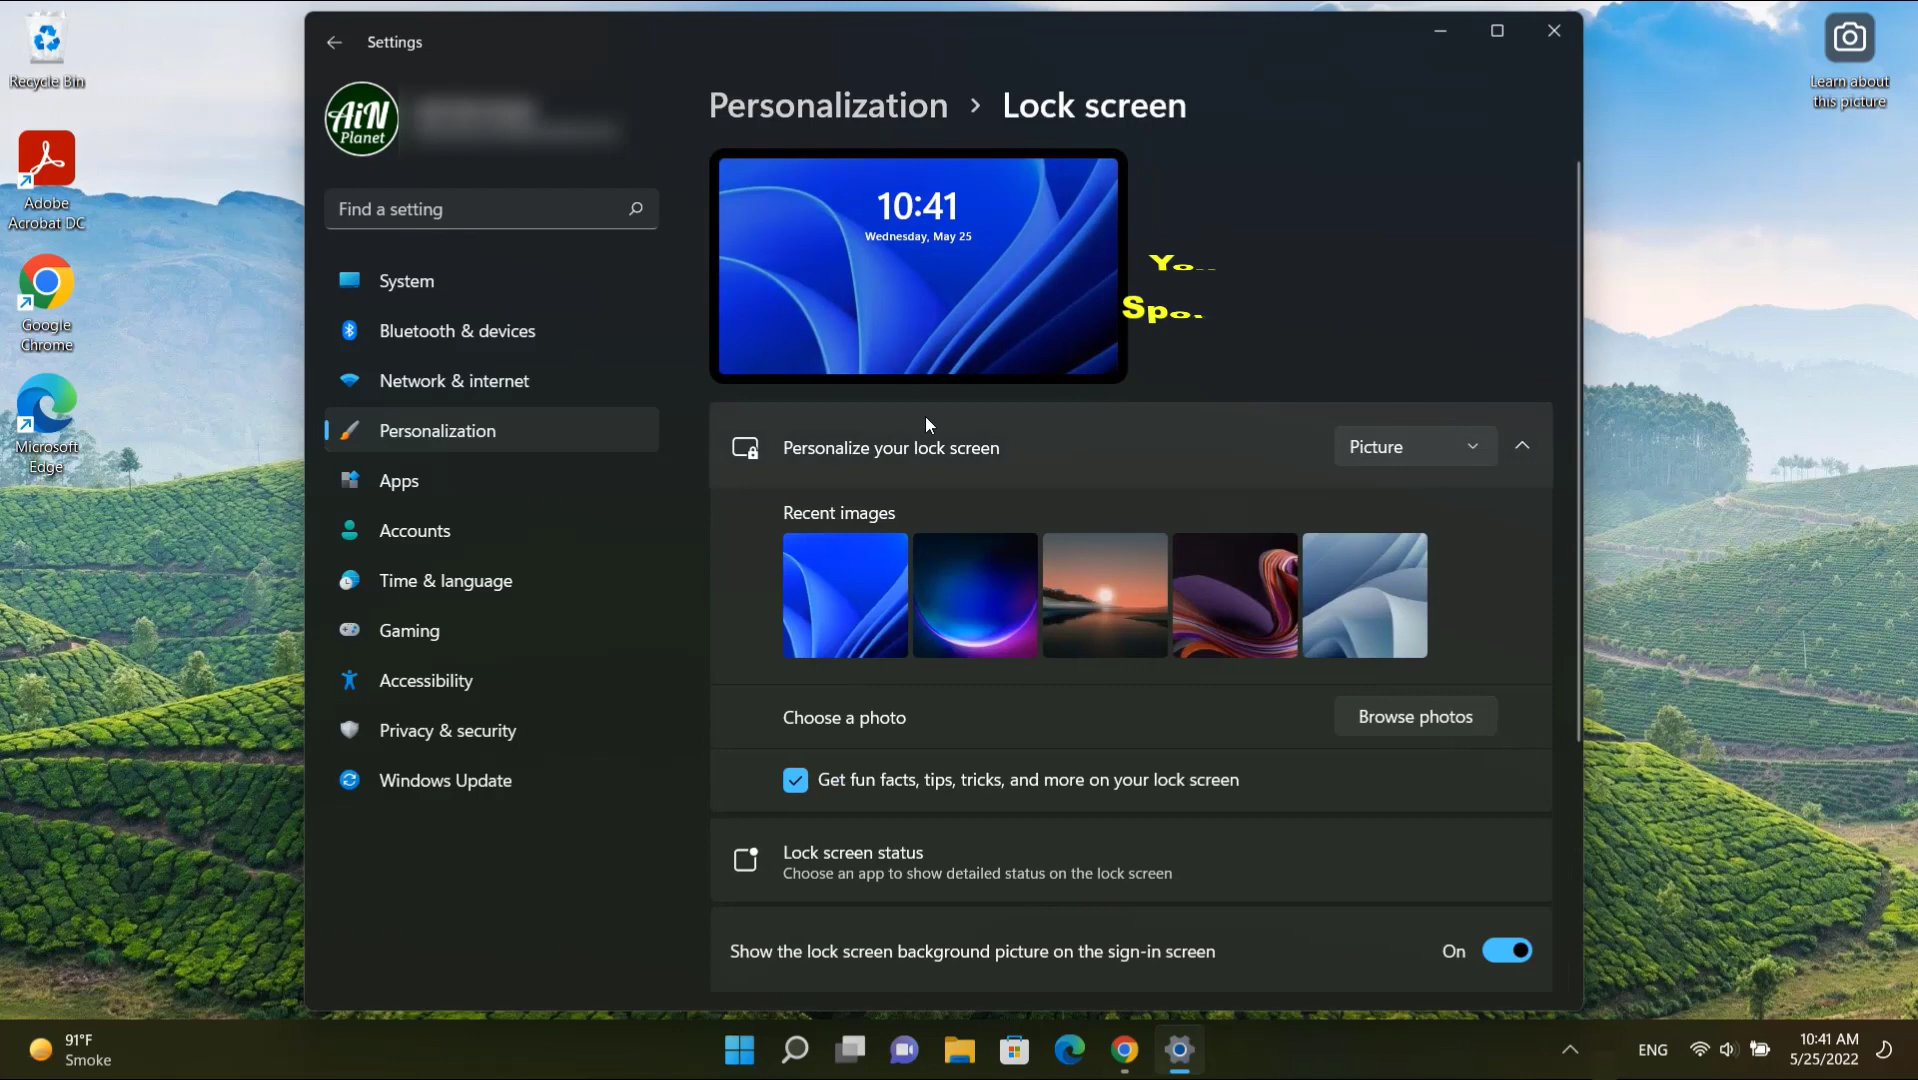 Recycle Bin
Adobe
Acrobat DC
Google
Chrome
Microsoft
Edge
Settings
AiN
Planet
Find a setting
System
Bluetooth & devices
Network & internet
Personalization
Apps
Accounts
Time & language
Gaming
Accessibility
Privacy & security
Windows Update
Personalization > Lock screen
10:41
Wednesday, May 25
Personalize your lock screen
Picture
Recent images
Choose a photo
Browse photos
Get fun facts, tips, tricks, and more on your lock screen
Lock screen status
Choose an app to show detailed status on the lock screen
Show the lock screen background picture on the sign-in screen
On
Learn about
this picture
91°F
Smoke
ENG
10:41 AM
5/25/2022